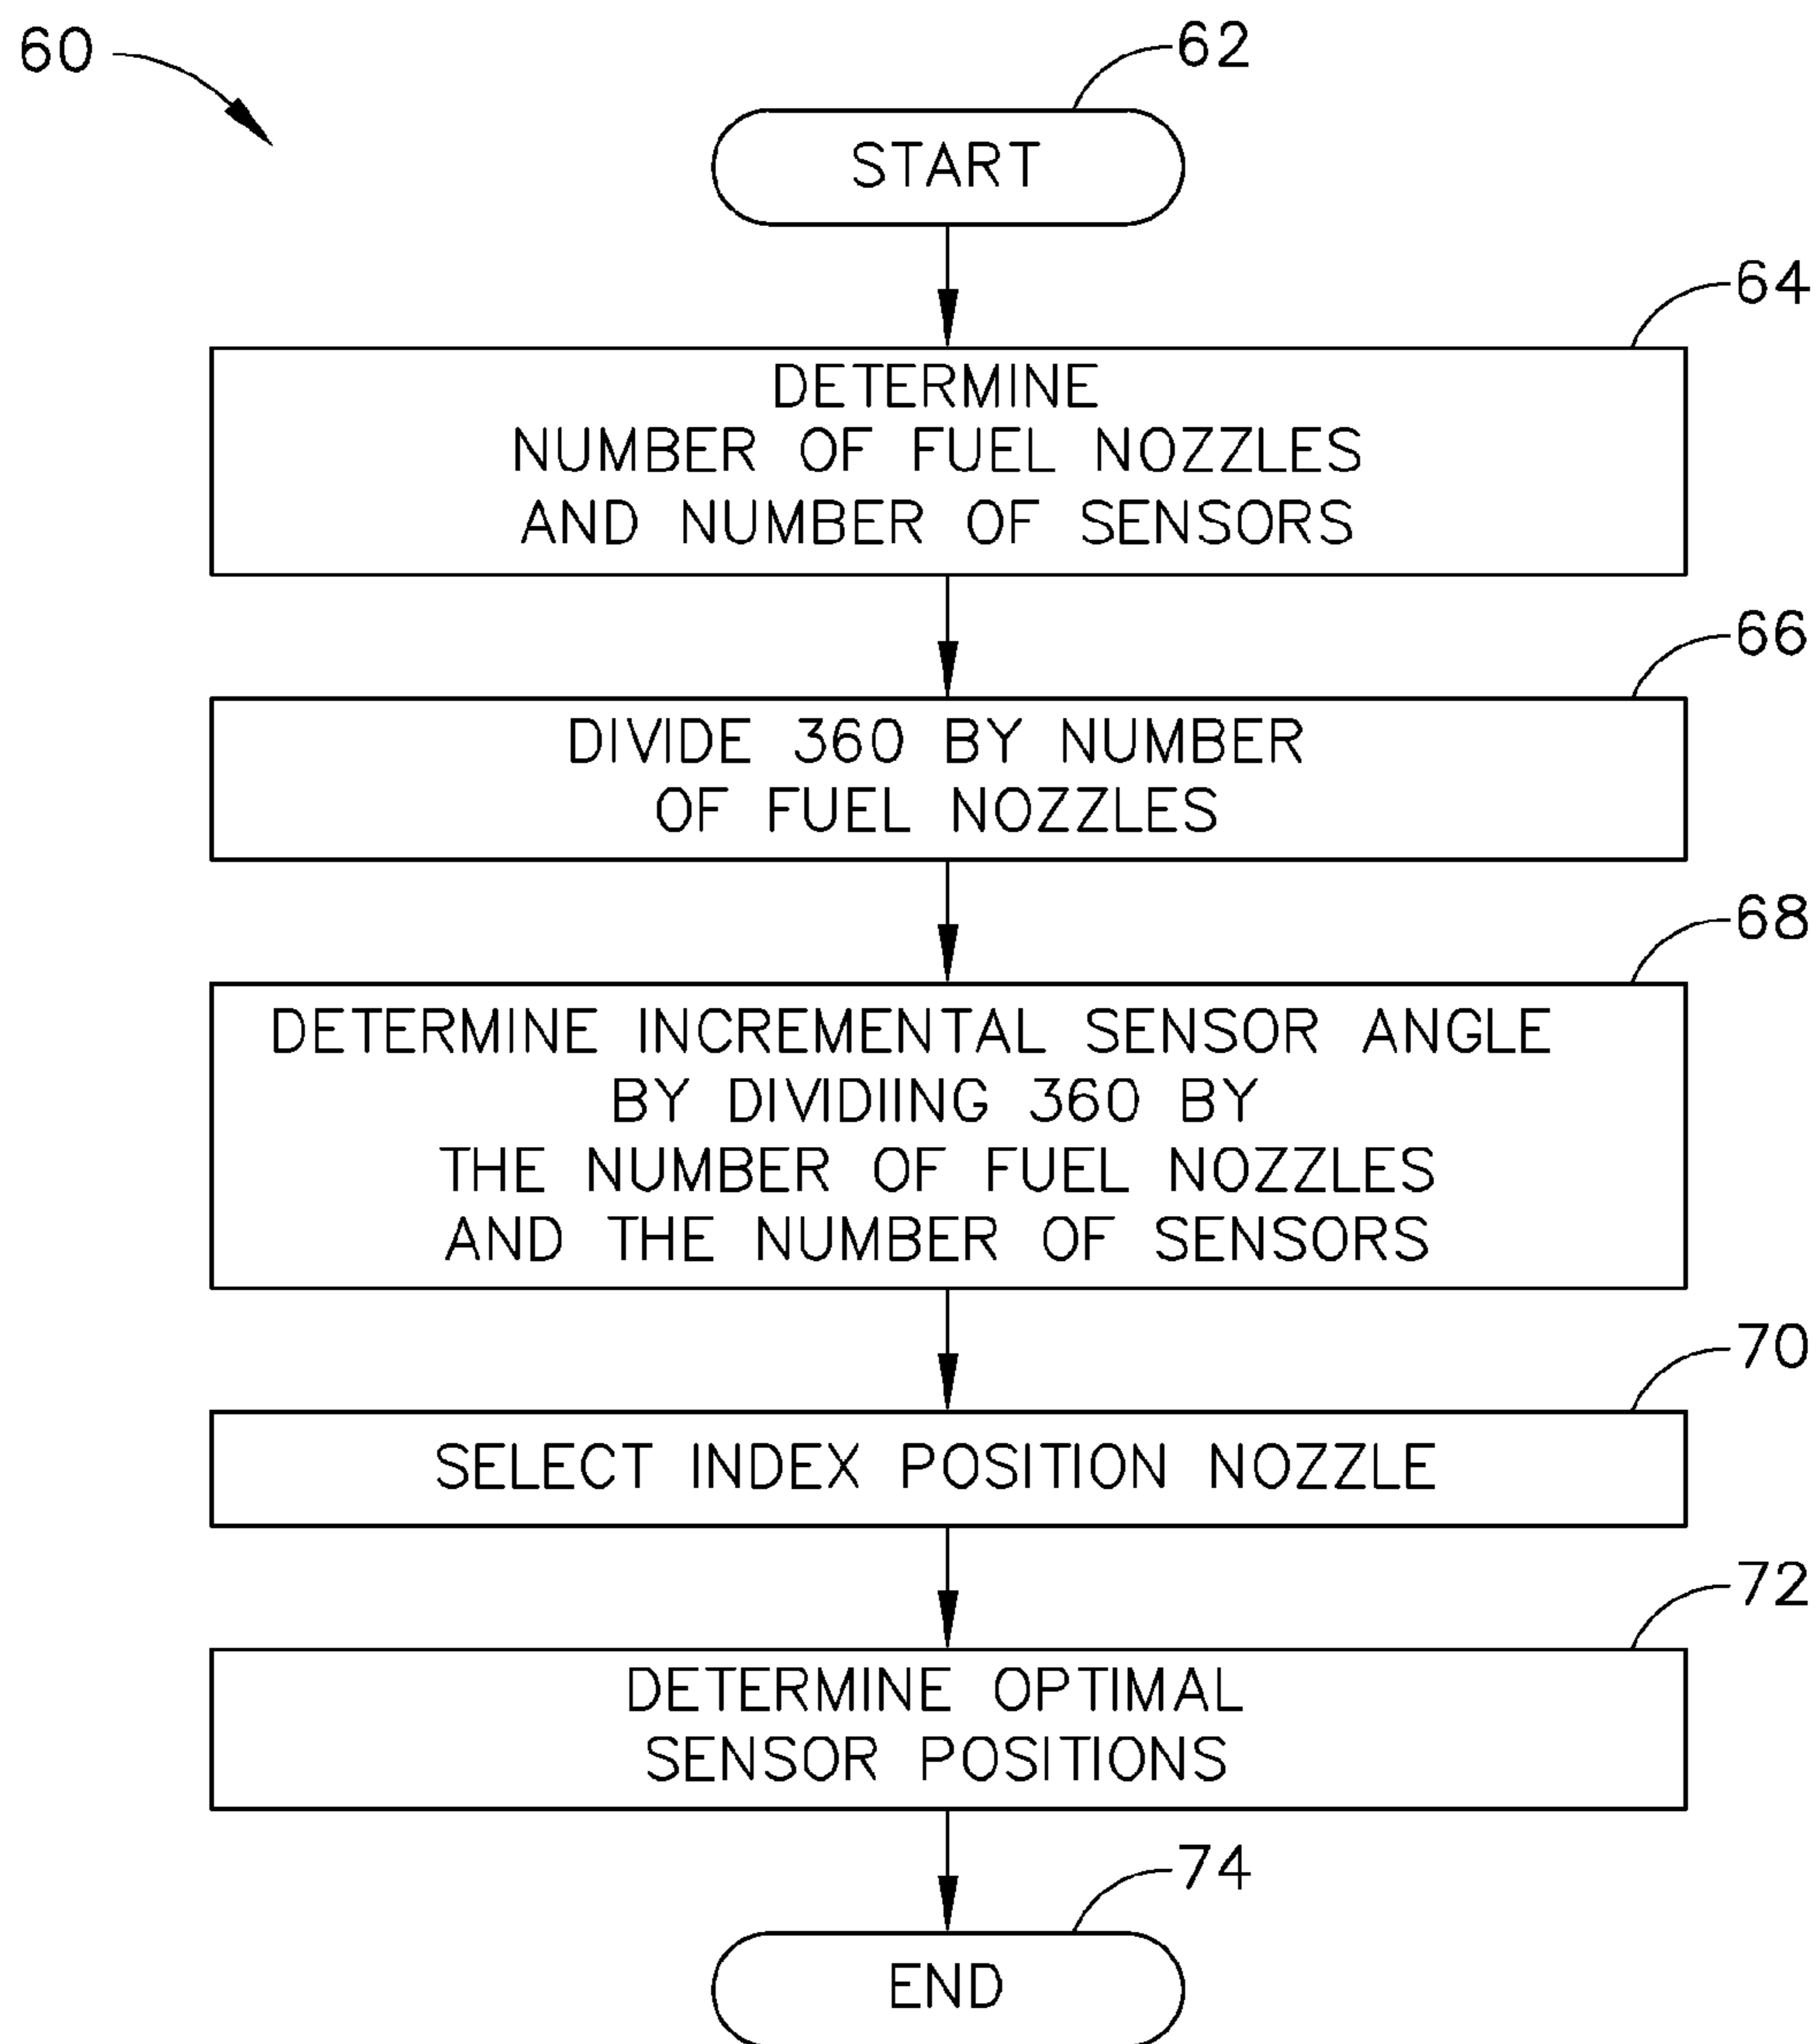 60
62
START
64
DETERMINE
NUMBER OF FUEL NOZZLES
AND NUMBER OF SENSORS
66
DIVIDE 360 BY NUMBER
OF FUEL NOZZLES
68
DETERMINE INCREMENTAL SENSOR ANGLE
BY DIVIDIING 360 BY
THE NUMBER OF FUEL NOZZLES
AND THE NUMBER OF SENSORS
70
SELECT INDEX POSITION NOZZLE
72
DETERMINE OPTIMAL
SENSOR POSITIONS
74
END